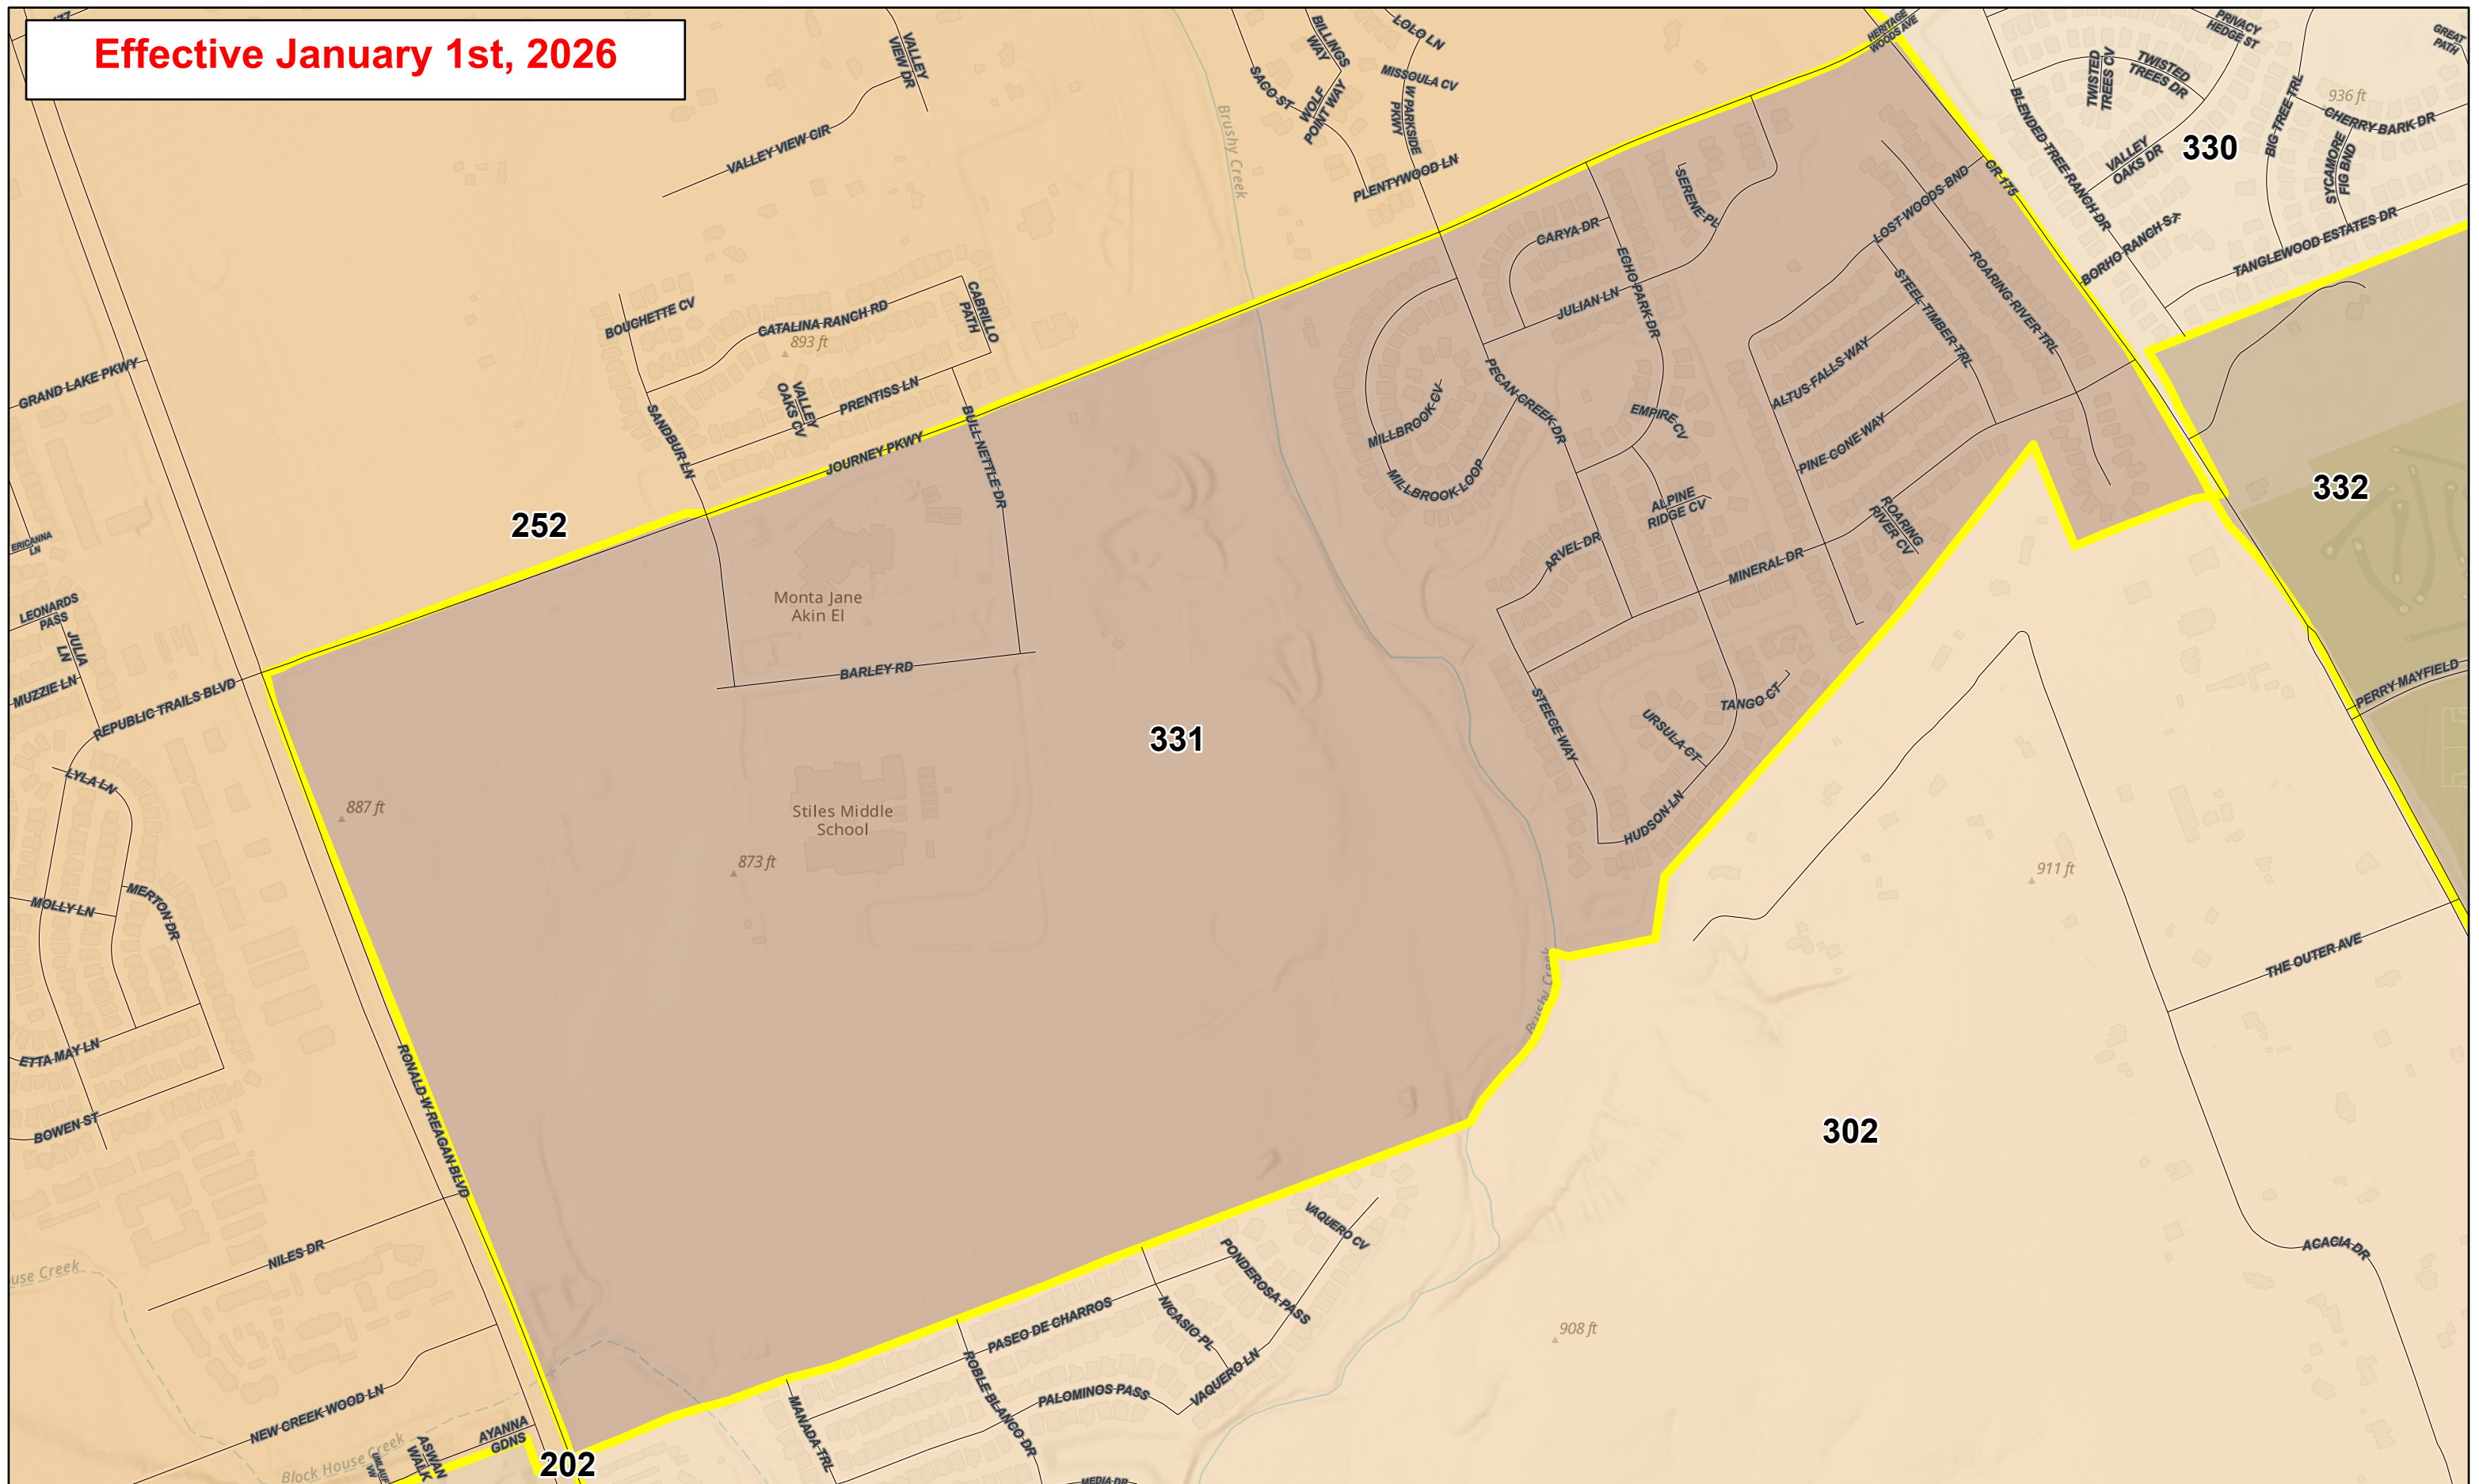 Effective January 1st, 2026
VALLEY
VIEW DR
VALLEY VIEW CIR
Brushy Creek
SACO ST
BILLINGS
WAY
WOLF
POINT WAY
LOLO LN
MISSOULA CV
W PARKSIDE
PKWY
PLENTYWOOD LN
HERITAGE
WOODS AVE
PRIVACY
HEDGE ST
GREAT
PATH
TWISTED
TREES CV
TWISTED
TREES DR
936 ft
CHERRY BARK DR
BIG TREE TRL
SYCAMORE
FIG BND
330
VALLEY
OAKS DR
BLENDED TREE RANCH DR
BORHO RANCH ST
TANGLEWOOD ESTATES DR
CR 175
LOST WOODS BND
ROARING RIVER TRL
STEEL TIMBER TRL
SERENE PL
CARYA DR
ECHO PARK DR
JULIAN LN
ALTUS FALLS WAY
PINE CONE WAY
PECAN CREEK DR
EMPIRE CV
MILLBROOK CV
MILLBROOK LOOP
ALPINE
RIDGE CV
ROARING
RIVER CV
ARVEL DR
MINERAL DR
332
BOUCHETTE CV
CATALINA RANCH RD
893 ft
CABRILLO
PATH
VALLEY
OAKS CV
PRENTISS LN
SANDBUR LN
JOURNEY PKWY
BULL NETTLE DR
GRAND LAKE PKWY
252
ERICANNA
LN
LEONARDS
PASS
JULIA
LN
MUZZIE LN
REPUBLIC TRAILS BLVD
Monta Jane
Akin El
BARLEY RD
331
STEECE WAY
URSULA CT
TANGO CT
HUDSON LN
PERRY MAYFIELD
LYLA LN
887 ft
Stiles Middle
School
873 ft
911 ft
MOLLY LN
MERTON DR
THE OUTER AVE
Brushy Creek
ETTA MAY LN
BOWEN ST
RONALD W REAGAN BLVD
302
NILES DR
use Creek
VAQUERO CV
PONDEROSA PASS
NICASIO PL
PASEO DE CHARROS
ACACIA DR
908 ft
ROBLE BLANCO DR
PALOMINOS PASS
VAQUERO LN
MANADA TRL
NEW CREEK WOOD LN
Block House Creek
ASWAN
WALK
AYANNA
GDNS
202
MEDIA DR